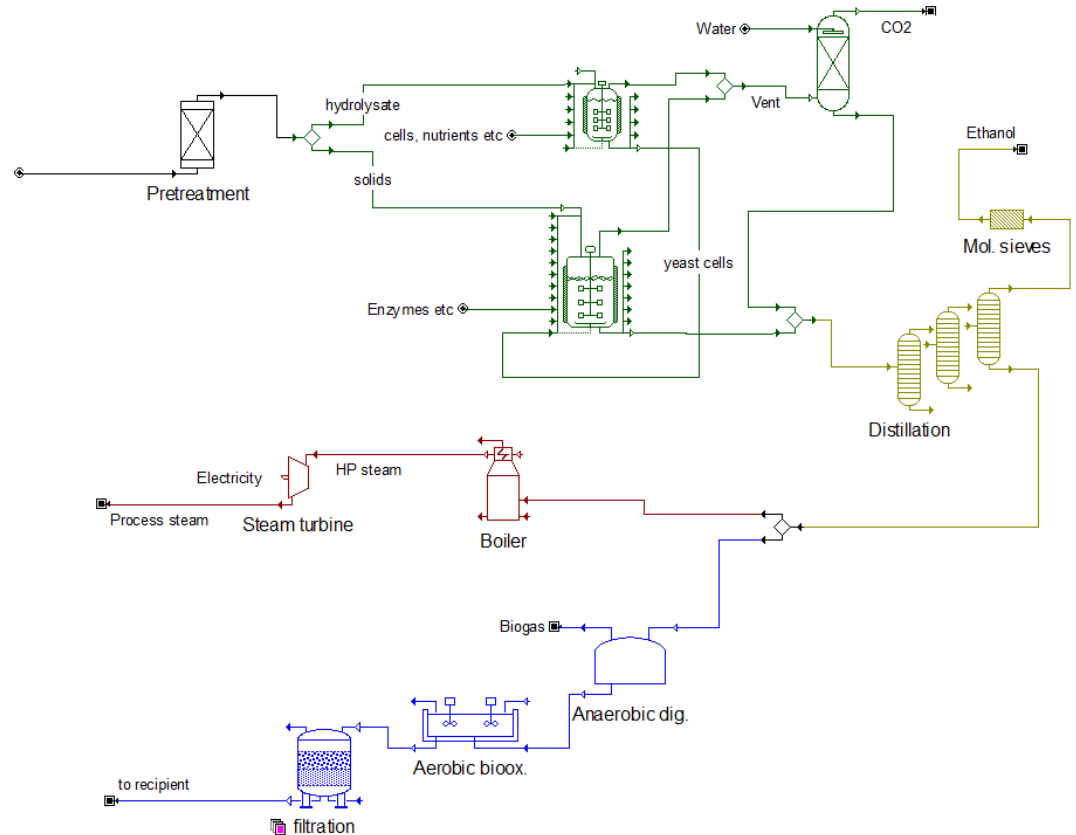 Water
CO2
hydrolysate
Vent
cells, nutrients etc
Ethanol
solids
Pretreatment
Mol. sieves
yeast cells
Enzymes etc
Distillation
HP steam
Electricity
Process steam
Steam turbine
Boiler
Biogas
Anaerobic dig.
Aerobic bioox.
to recipient
filtration